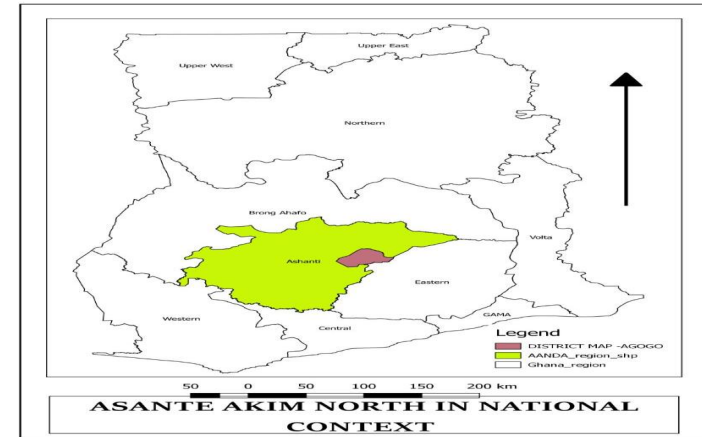 Upper East
Upper West
Northern
Brong Ahafo
Volta
Ashanti
Eastern
Western
GAMA
Central
Legend
DISTRICT MAP -AGOGO
AANDA_region_shp
Ghana_region
50 0 50 100 150 200 km
ASANTE AKIM NORTH IN NATIONAL
CONTEXT